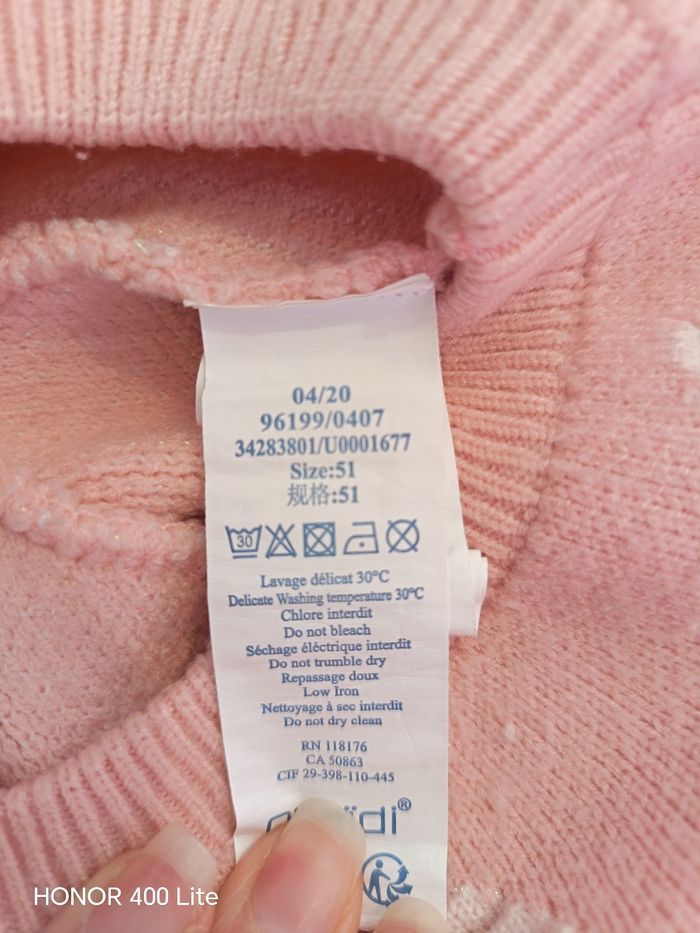 04/20
96199/0407
34283801/U0001677
Size:51
规格:51
30
Lavage délicat 30°C
Delicate Washing temperature 30°C
Chlore interdit
Do not bleach
Séchage éléctrique interdit
Do not trumble dry
Repassage doux
Low Iron
Nettoyage à sec interdit
Do not dry clean
RN 118176
CA 50863
CIF 29-398-110-445
HONOR 400 Lite